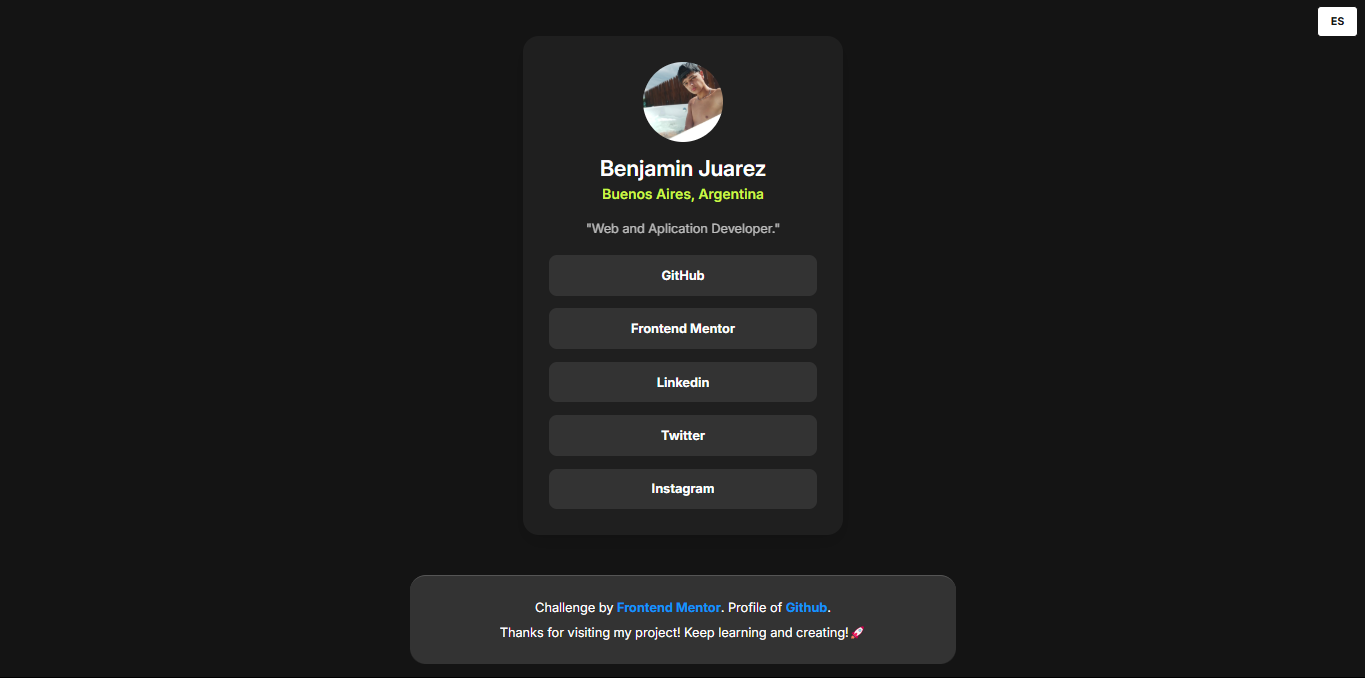 ES
Benjamin Juarez
Buenos Aires, Argentina
"Web and Aplication Developer."
GitHub
Frontend Mentor
Linkedin
Twitter
Instagram
Challenge by Frontend Mentor. Profile of Github.
Thanks for visiting my project! Keep learning and creating!🚀